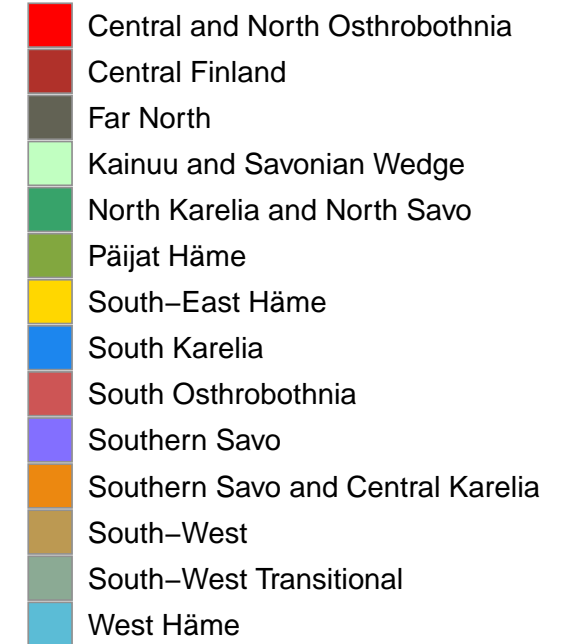 Central and North Osthrobothnia
Central Finland
Far North
Kainuu and Savonian Wedge
North Karelia and North Savo
Päijat Häme
South−East Häme
South Karelia
South Osthrobothnia
Southern Savo
Southern Savo and Central Karelia
South−West
South−West Transitional
West Häme